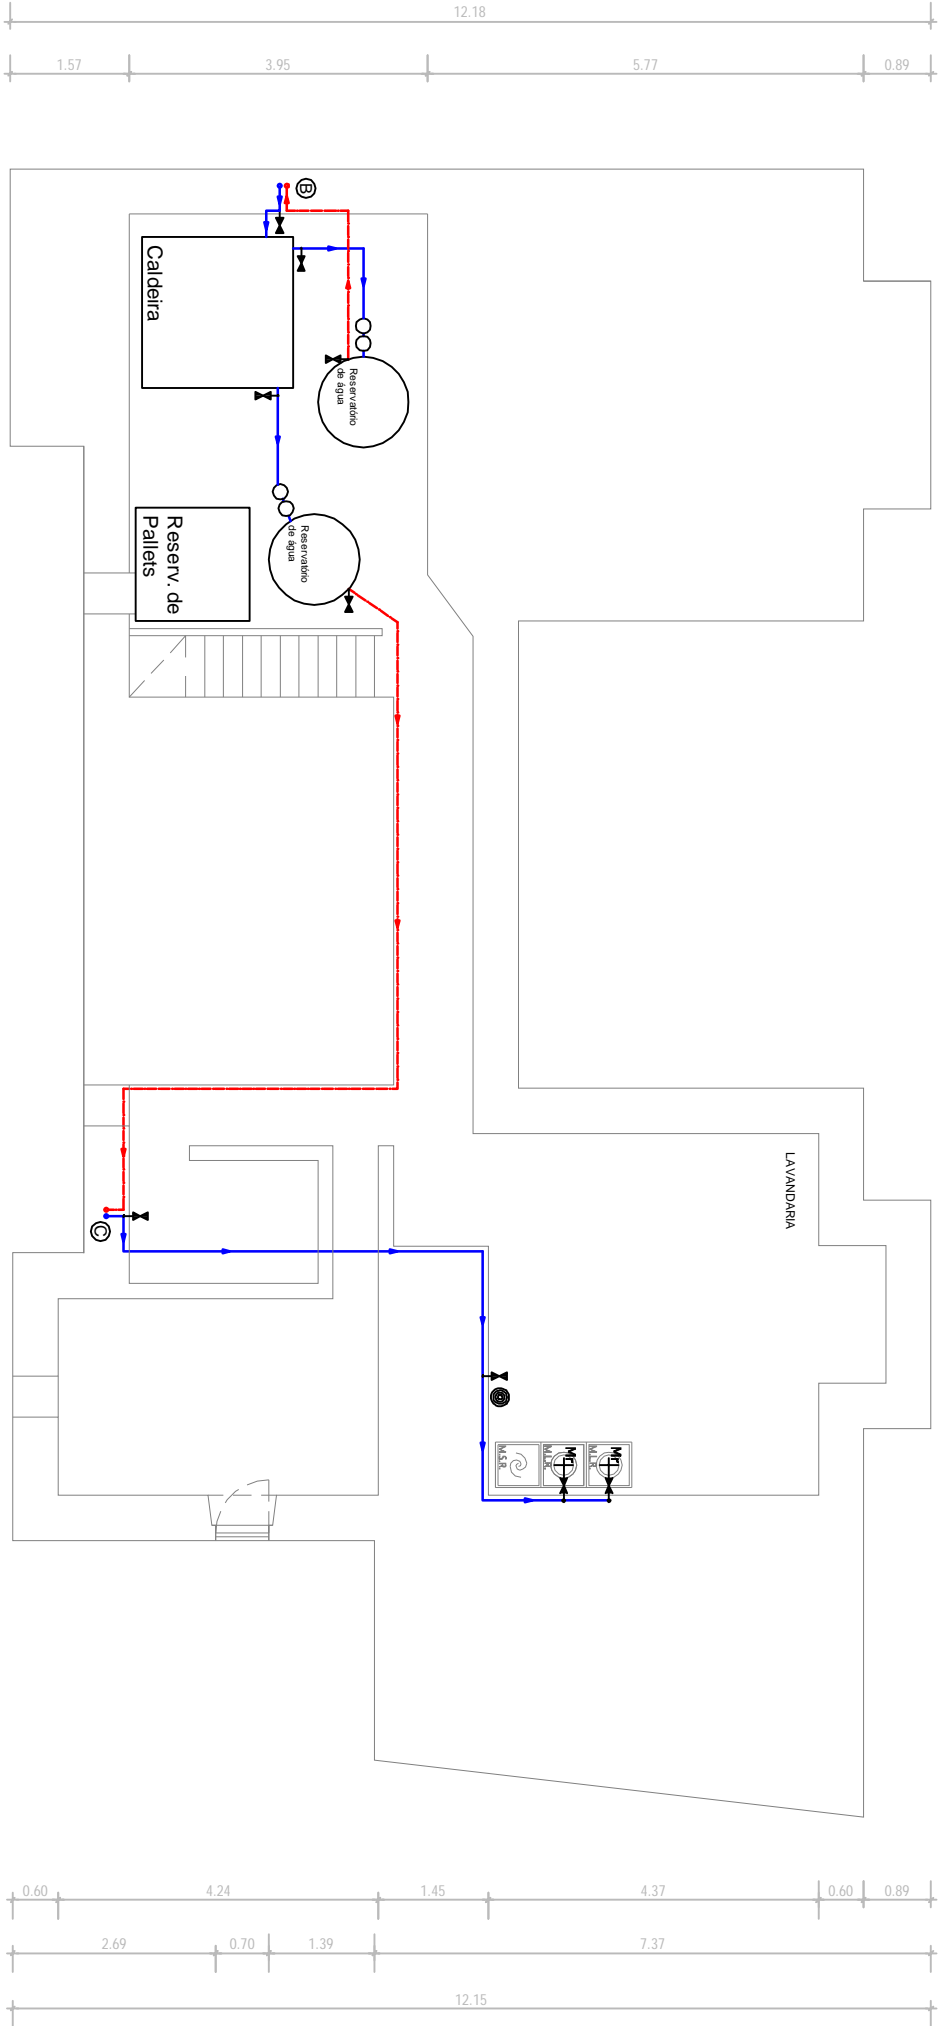 12.18
1.57
3.95
5.77
0.89
B
Caldeira
Reservatório
de água
Reservatório
de água
Reserv. de
Pallets
LAVANDARIA
C
M.S.R.
Mr
M.L.R.
Mr
M.L.R.
0.60
4.24
1.45
4.37
0.60
0.89
2.69
0.70
1.39
7.37
12.15